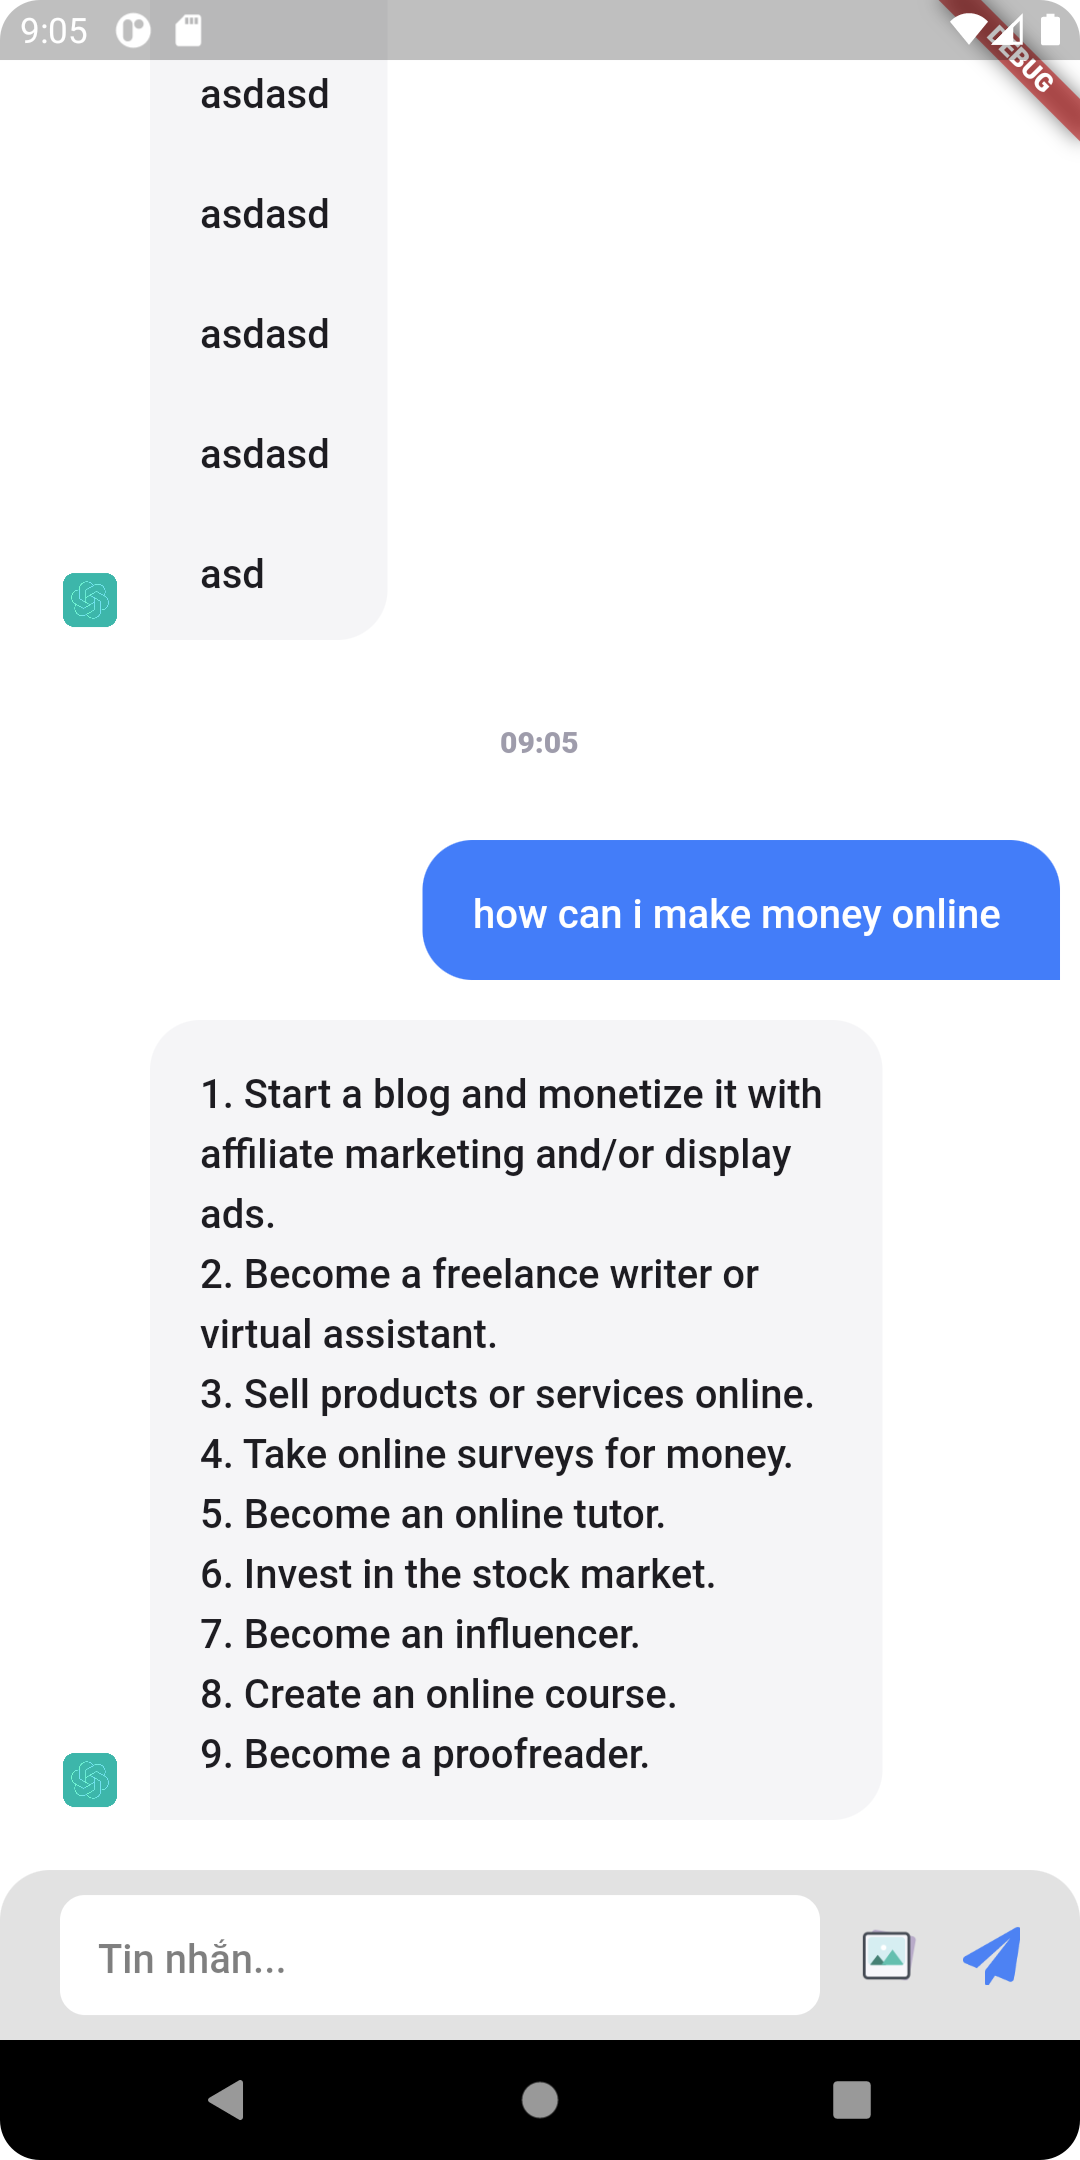 9:05
DEBUG
asdasd
asdasd
asdasd
asdasd
asd
09:05
how can i make money online
1. Start a blog and monetize it with
affiliate marketing and/or display
ads.
2. Become a freelance writer or
virtual assistant.
3. Sell products or services online.
4. Take online surveys for money.
5. Become an online tutor.
6. Invest in the stock market.
7. Become an influencer.
8. Create an online course.
9. Become a proofreader.
Tin nhắn...